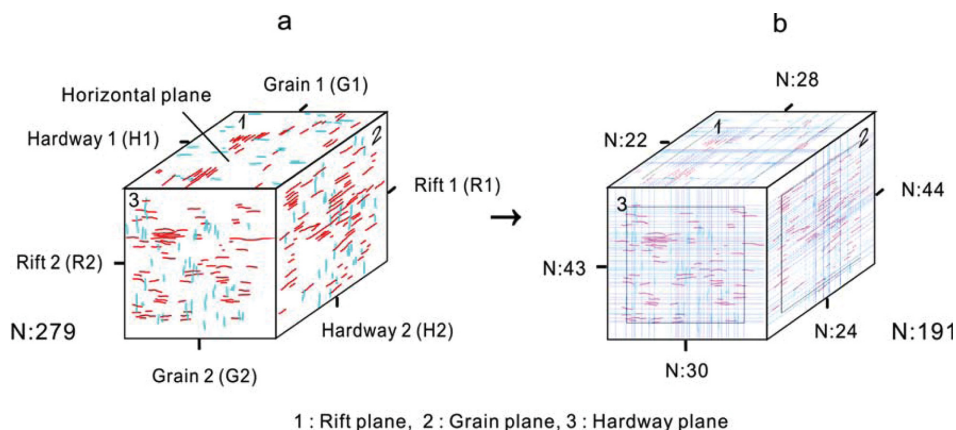 a
b
Grain 1 (G1)
Horizontal plane
Hardway 1 (H1)
1
2
3
Rift 1 (R1)
Rift 2 (R2)
N:279
Hardway 2 (H2)
Grain 2 (G2)
N:28
N:22
1
2
3
N:44
N:43
N:24
N:191
N:30
1 : Rift plane, 2 : Grain plane, 3 : Hardway plane